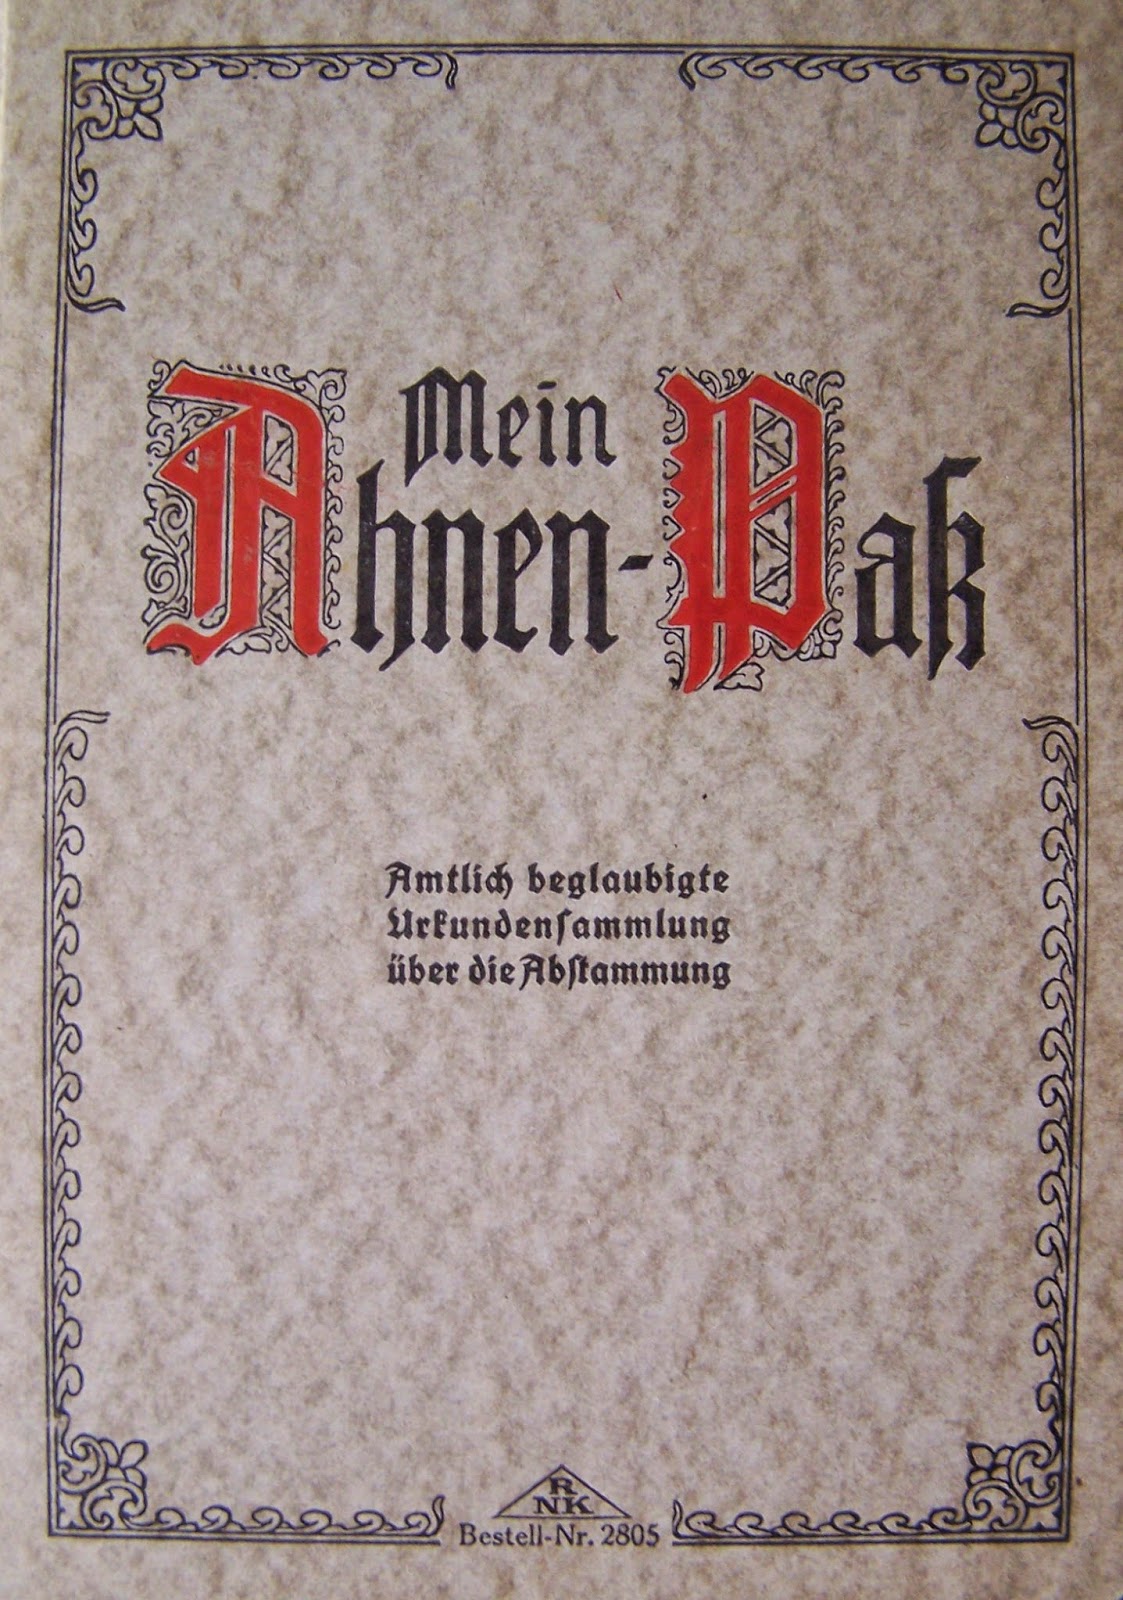 Mein
Ahnen-Paß
Amtlich beglaubigte
Urkundenſammlung
über die Abſtammung
R
NK
Bestell-Nr. 2805